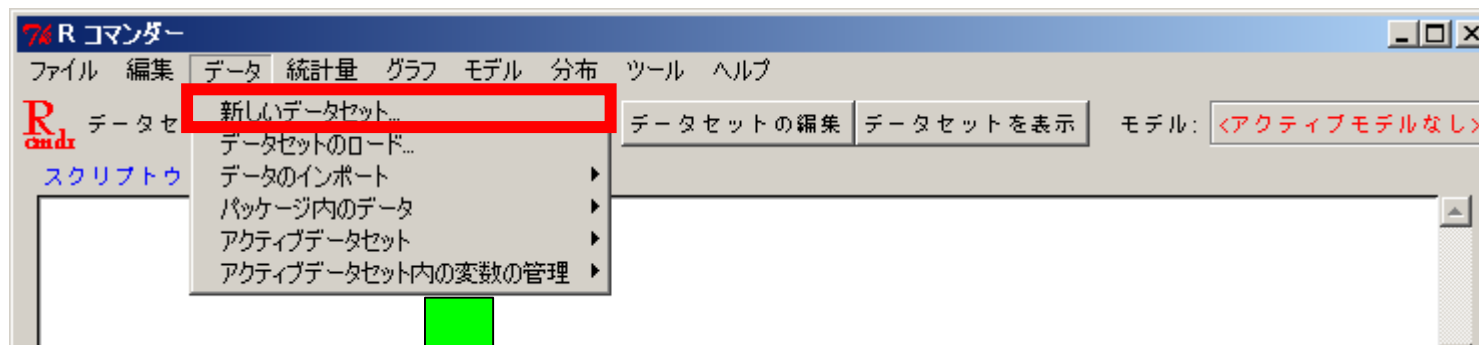 R コマンダー
ファイル 編集 データ 統計量 グラフ モデル 分布 ツール ヘルプ
R cmdr データセ データセットの編集 データセットを表示 モデル: <アクティブモデルなし>
新しいデータセット...
データセットのロード...
スクリプトウ
データのインポート
パッケージ内のデータ
アクティブデータセット
アクティブデータセット内の変数の管理